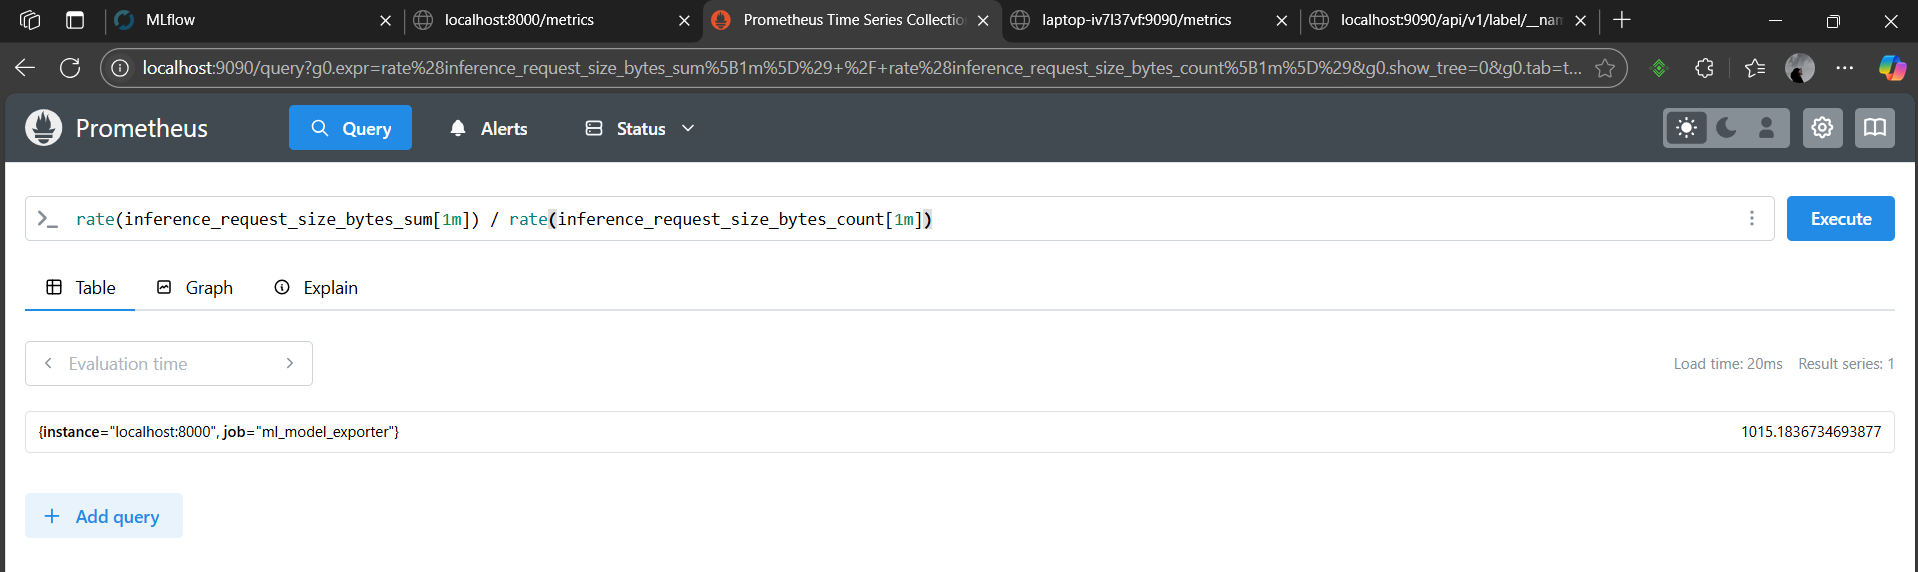 MLflow
localhost:8000/metrics
Prometheus Time Series Collectio
laptop-iv7l37vf:9090/metrics
localhost:9090/api/v1/label/__nam
localhost:9090/query?g0.expr=rate%28inference_request_size_bytes_sum%5B1m%5D%29+%2F+rate%28inference_request_size_bytes_count%5B1m%5D%29&g0.show_tree=0&g0.tab=t...
Prometheus
Query
Alerts
Status
rate(inference_request_size_bytes_sum[1m]) / rate(inference_request_size_bytes_count[1m])
Execute
Table
Graph
Explain
Evaluation time
Load time: 20ms Result series: 1
{instance="localhost:8000", job="ml_model_exporter"}
1015.1836734693877
Add query